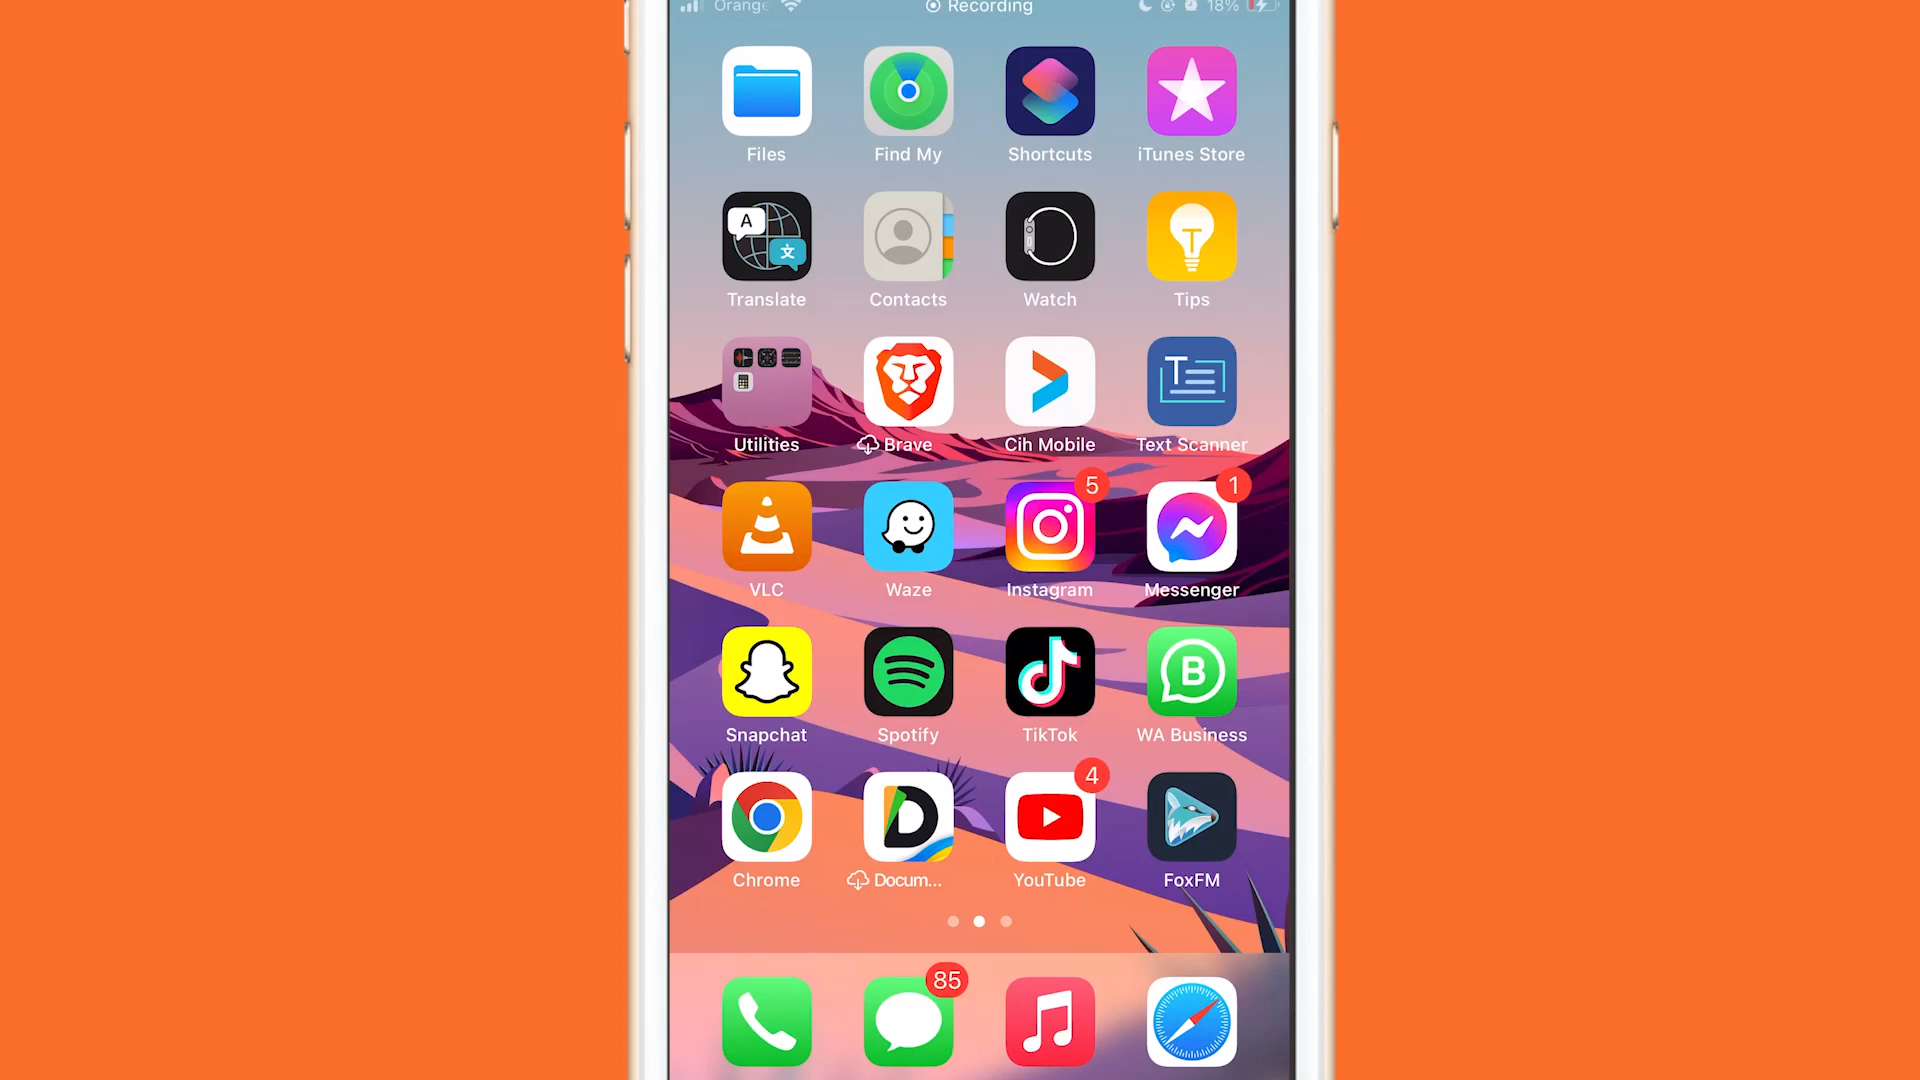 Orange Recording 18%
Files Find My Shortcuts iTunes Store
A 文 T
Translate Contacts Watch Tips
T
Utilities Brave Cih Mobile Text Scanner
5 1
VLC Waze Instagram Messenger
B
Snapchat Spotify TikTok WA Business
4
D
Chrome Docum... YouTube FoxFM
85